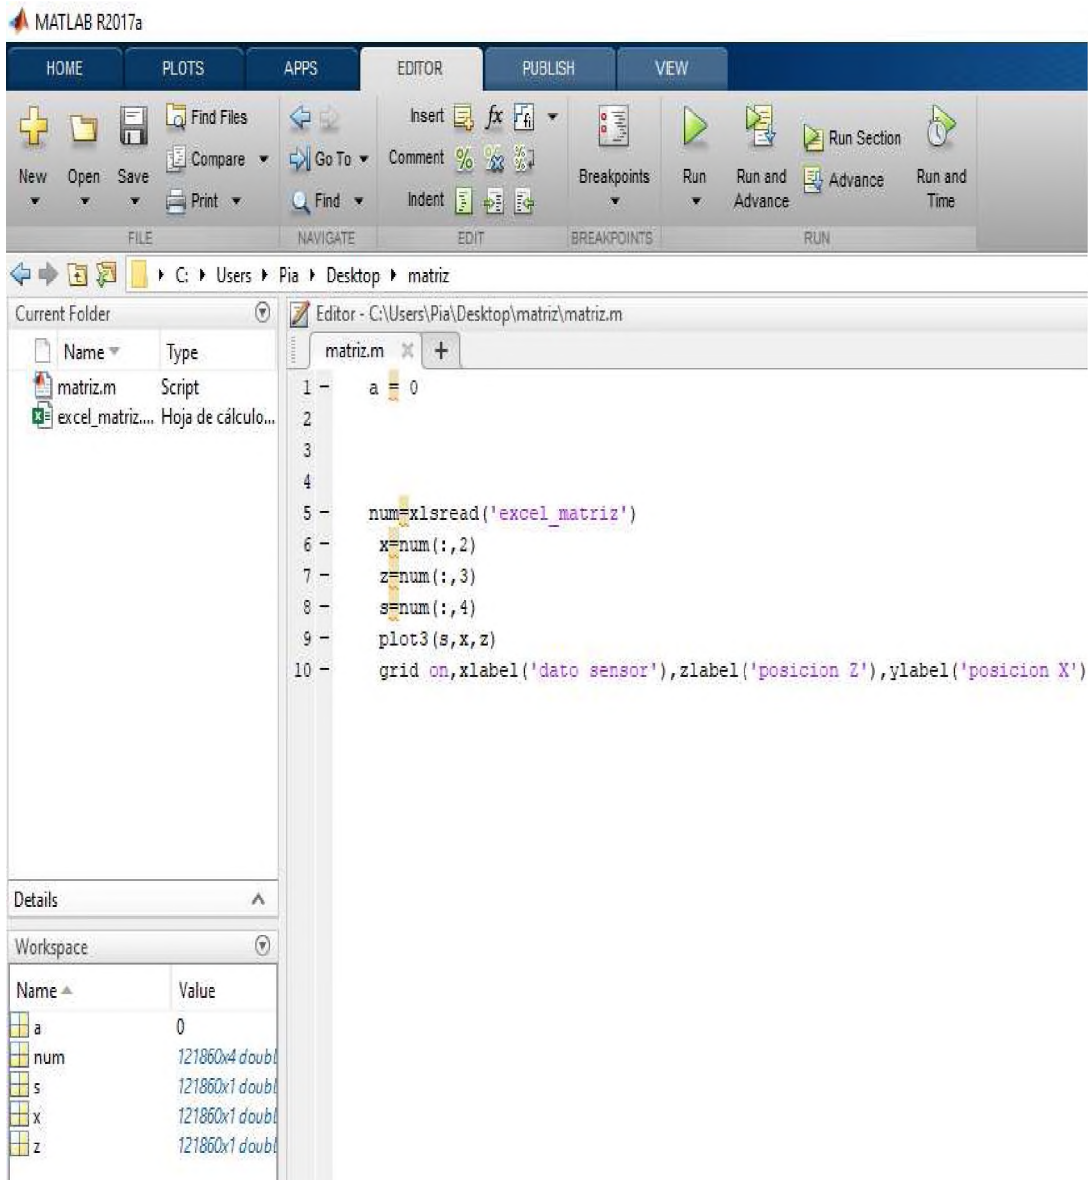 MATLAB R2017a
HOME PLOTS APPS EDITOR PUBLISH VIEW
New Open Save Find Files Compare Print
FILE
Go To Find
NAVIGATE
Insert fx
Comment
Indent
EDIT
Breakpoints
BREAKPOINTS
Run Run and Advance Run Section Advance Run and Time
RUN
C: Users Pia Desktop matriz
Current Folder
Name Type
matriz.m Script
excel_matriz.... Hoja de cálculo...
Details
Workspace
Name Value
a 0
num 121860x4 doubl
s 121860x1 doubl
x 121860x1 doubl
z 121860x1 doubl
Editor - C:\Users\Pia\Desktop\matriz\matriz.m
matriz.m × +
1 - a = 0
2
3
4
5 - num=xlsread('excel_matriz')
6 - x=num(:,2)
7 - z=num(:,3)
8 - s=num(:,4)
9 - plot3(s,x,z)
10 - grid on,xlabel('dato sensor'),zlabel('posicion Z'),ylabel('posicion X')